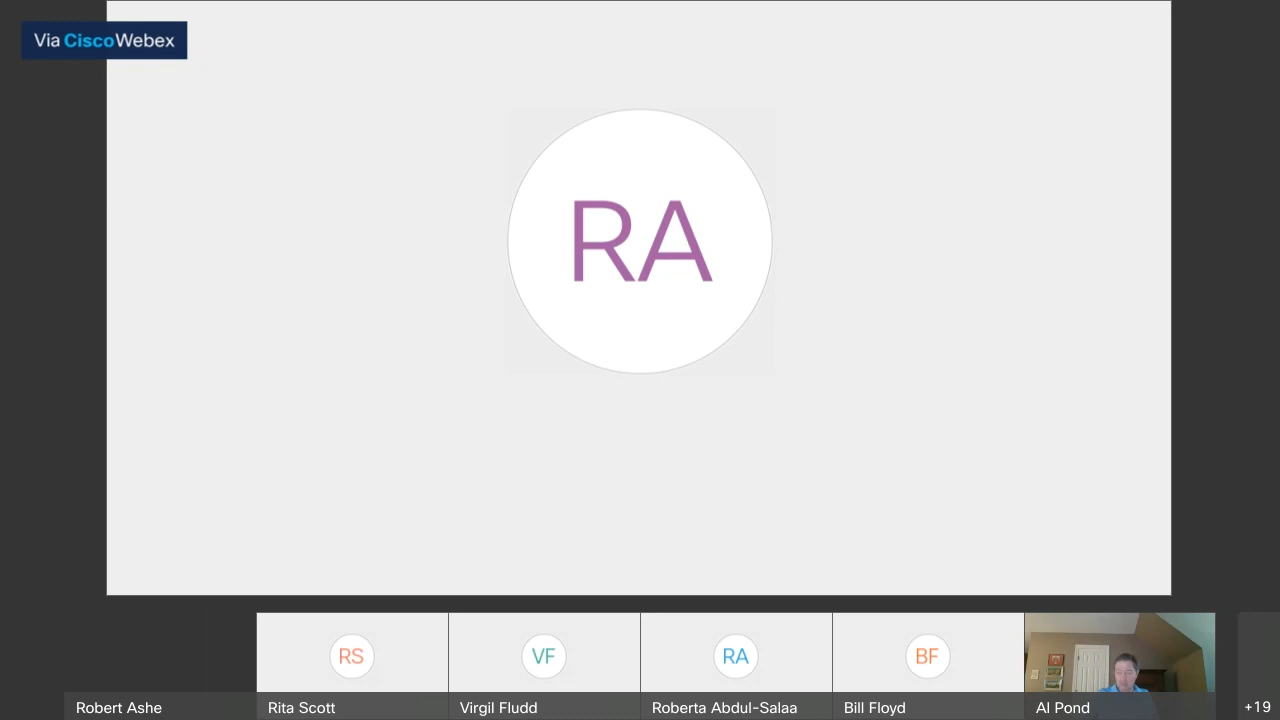 Via CiscoWebex
RA
RS
VF
RA
BF
Robert Ashe
Rita Scott
Virgil Fludd
Roberta Abdul-Salaa
Bill Floyd
Al Pond
+19